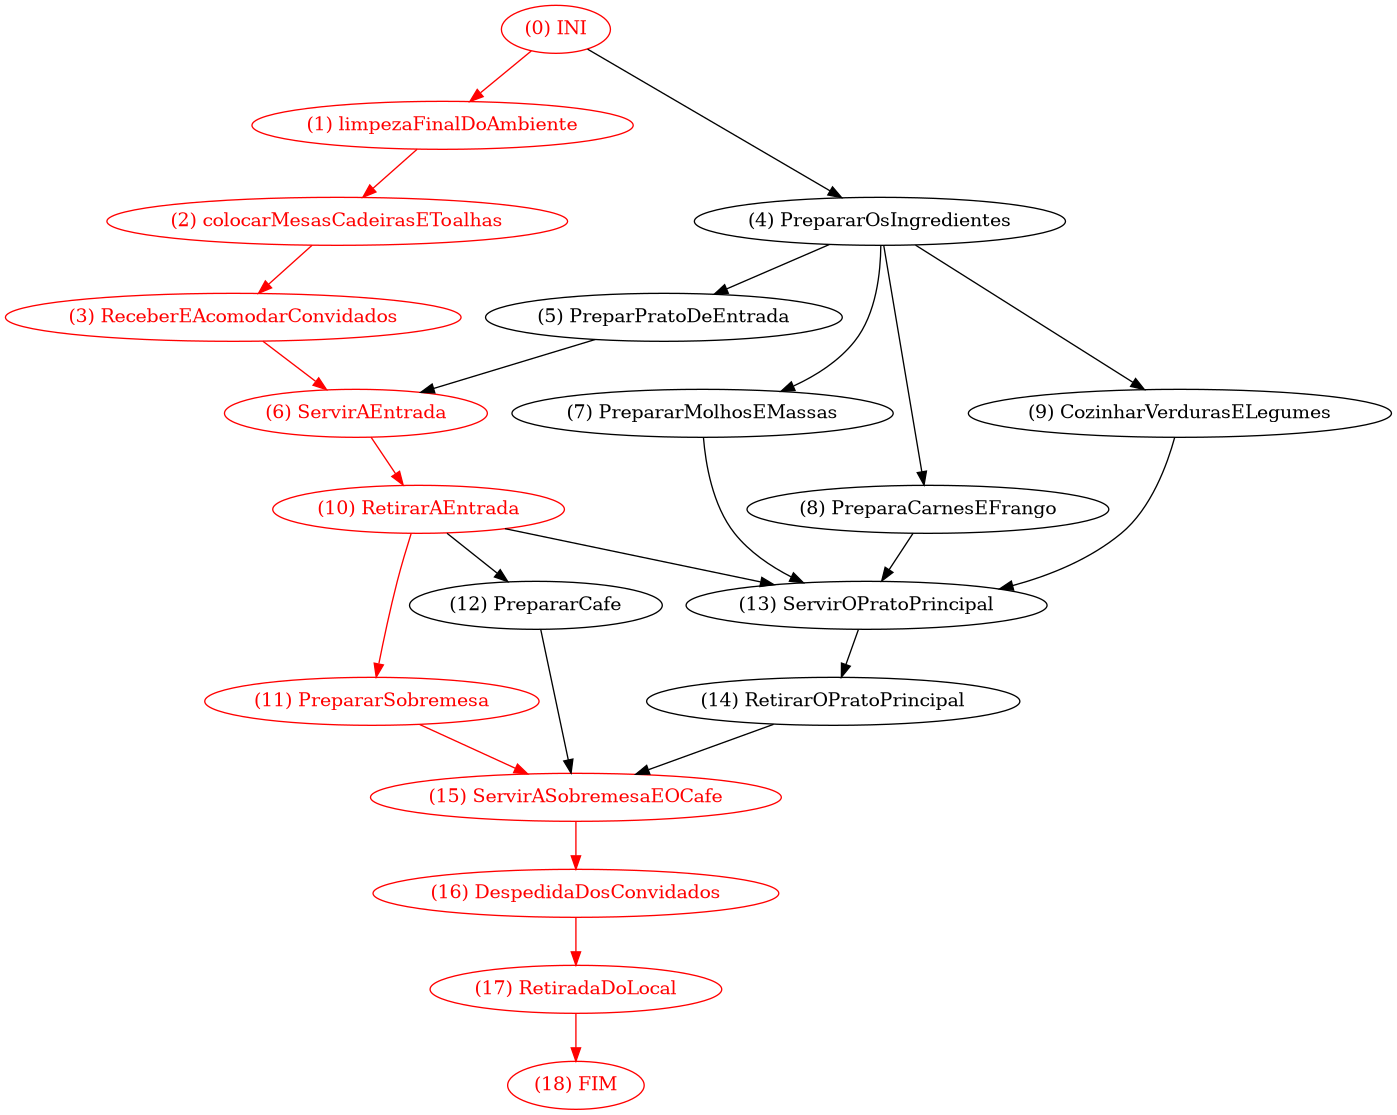 (0) INI
(1) limpezaFinalDoAmbiente
(2) colocarMesasCadeirasEToalhas
(4) PrepararOsIngredientes
(3) ReceberEAcomodarConvidados
(5) PreparPratoDeEntrada
(6) ServirAEntrada
(7) PrepararMolhosEMassas
(9) CozinharVerdurasELegumes
(10) RetirarAEntrada
(8) PreparaCarnesEFrango
(12) PrepararCafe
(13) ServirOPratoPrincipal
(11) PrepararSobremesa
(14) RetirarOPratoPrincipal
(15) ServirASobremesaEOCafe
(16) DespedidaDosConvidados
(17) RetiradaDoLocal
(18) FIM